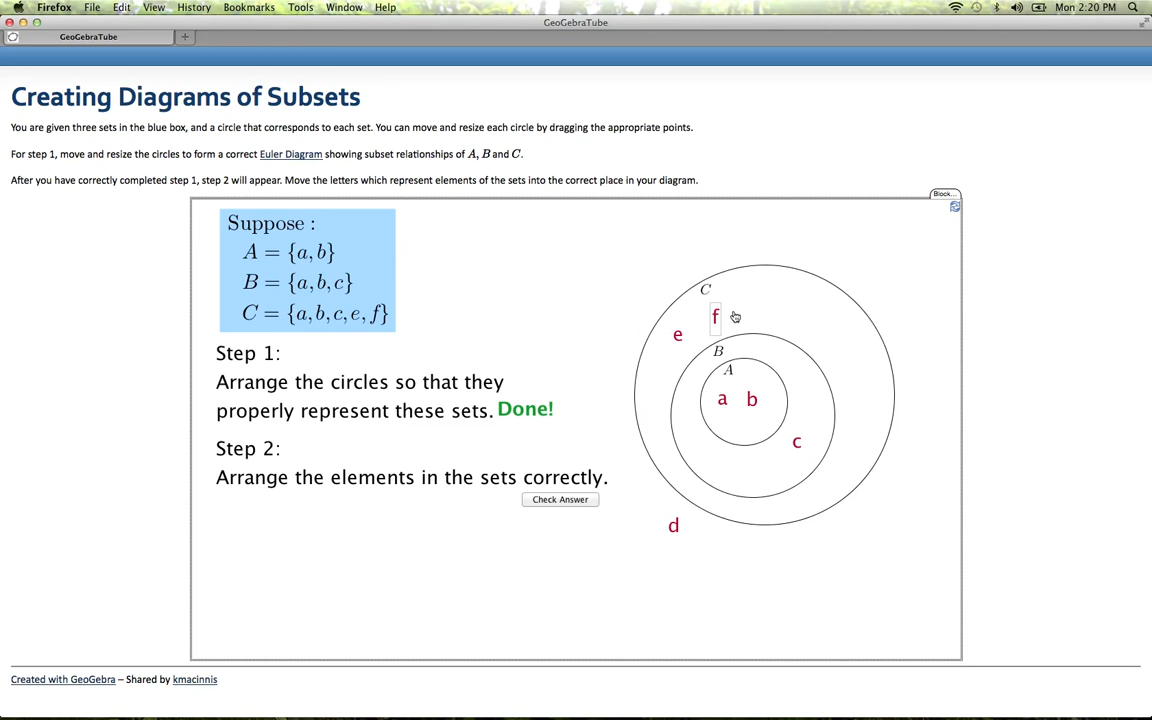 Firefox File Edit View History Bookmarks Tools Window Help Mon 2:20 PM
GeoGebraTube
GeoGebraTube
Creating Diagrams of Subsets
You are given three sets in the blue box, and a circle that corresponds to each set. You can move and resize each circle by dragging the appropriate points.
For step 1, move and resize the circles to form a correct Euler Diagram showing subset relationships of A, B and C.
After you have correctly completed step 1, step 2 will appear. Move the letters which represent elements of the sets into the correct place in your diagram.
Block...
Suppose :
A = {a, b}
B = {a, b, c}
C = {a, b, c, e, f}
Step 1:
Arrange the circles so that they
properly represent these sets. Done!
Step 2:
Arrange the elements in the sets correctly.
Check Answer
C
f
e
B
A
a b
c
d
Created with GeoGebra – Shared by kmacinnis